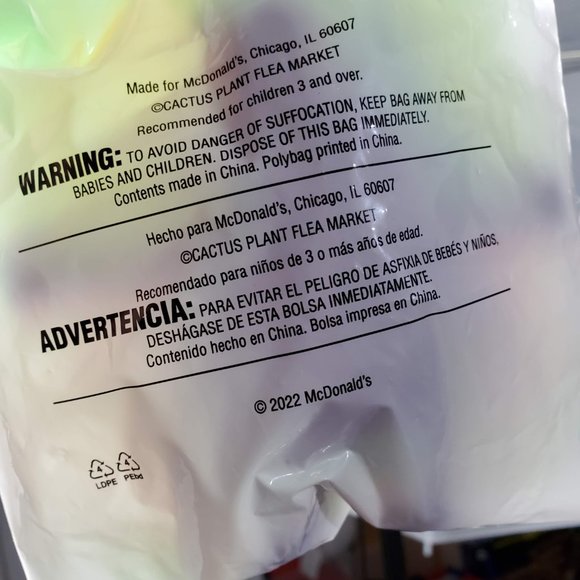 Made for McDonald's, Chicago, IL 60607
©CACTUS PLANT FLEA MARKET
Recommended for children 3 and over.
WARNING: TO AVOID DANGER OF SUFFOCATION, KEEP BAG AWAY FROM
BABIES AND CHILDREN. DISPOSE OF THIS BAG IMMEDIATELY.
Contents made in China. Polybag printed in China.
Hecho para McDonald's, Chicago, IL 60607
©CACTUS PLANT FLEA MARKET
Recomendado para niños de 3 o más años de edad.
ADVERTENCIA: PARA EVITAR EL PELIGRO DE ASFIXIA DE BEBÉS Y NIÑOS,
DESHÁGASE DE ESTA BOLSA INMEDIATAMENTE.
Contenido hecho en China. Bolsa impresa en China.
© 2022 McDonald's
4 4
LDPE PEbd